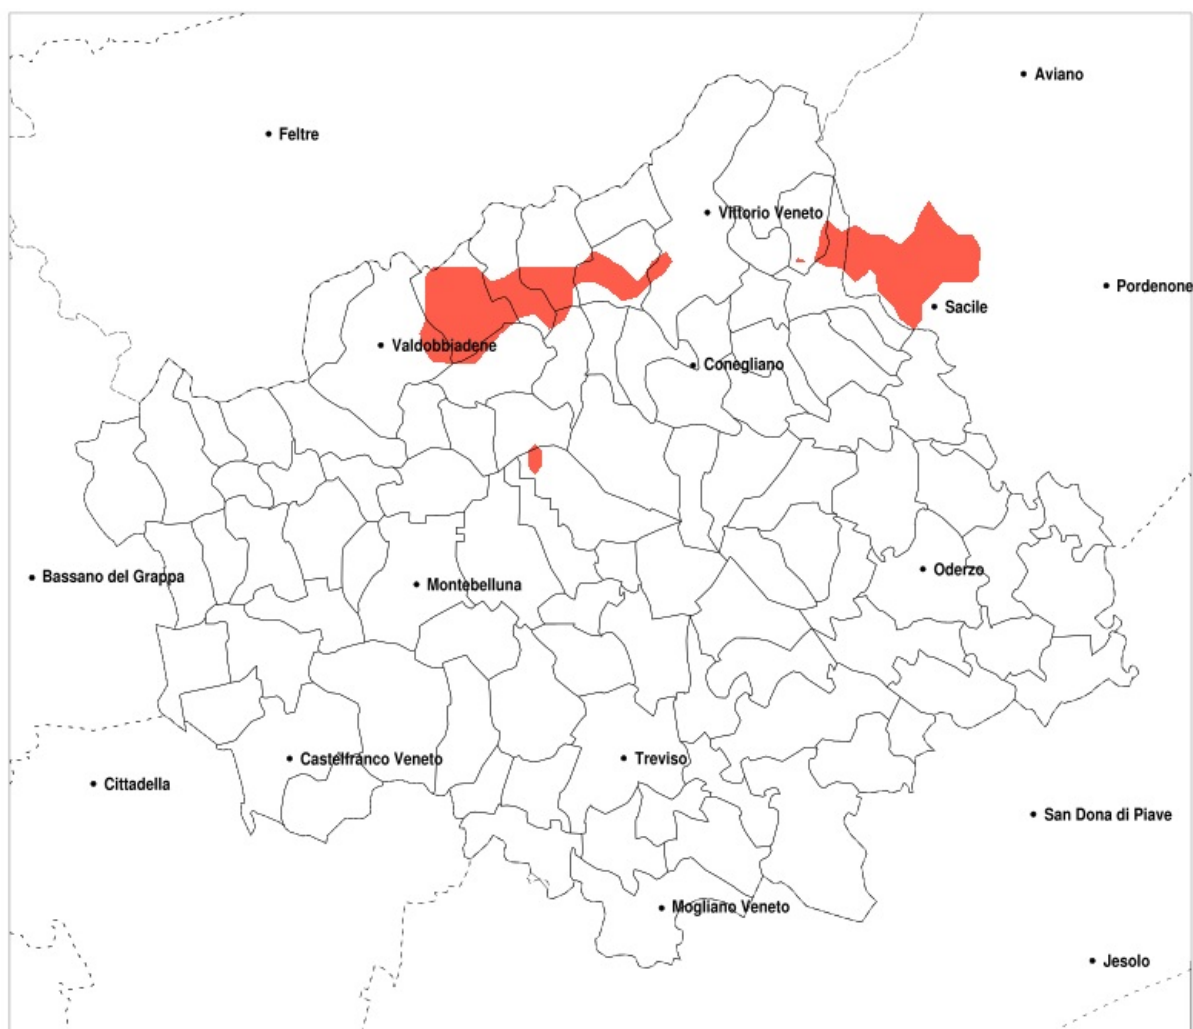 Aviano
Feltre
Vittorio Veneto
Pordenone
Sacile
Valdobbiadene
Conegliano
Oderzo
Bassano del Grappa
Montebelluna
Castelfranco Veneto
Treviso
Cittadella
San Dona di Piave
Mogliano Veneto
Jesolo